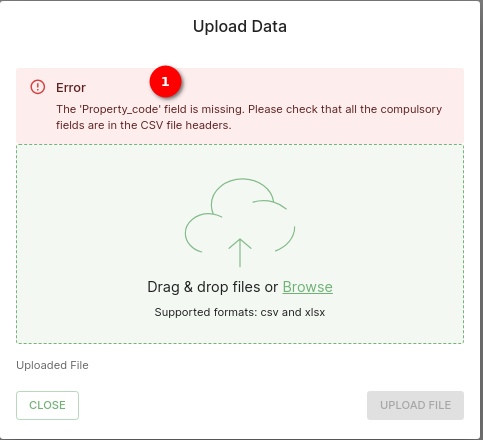 Upload Data
Error
1
The 'Property_code' field is missing. Please check that all the compulsory
fields are in the CSV file headers.
Drag & drop files or Browse
Supported formats: csv and xlsx
Uploaded File
CLOSE
UPLOAD FILE